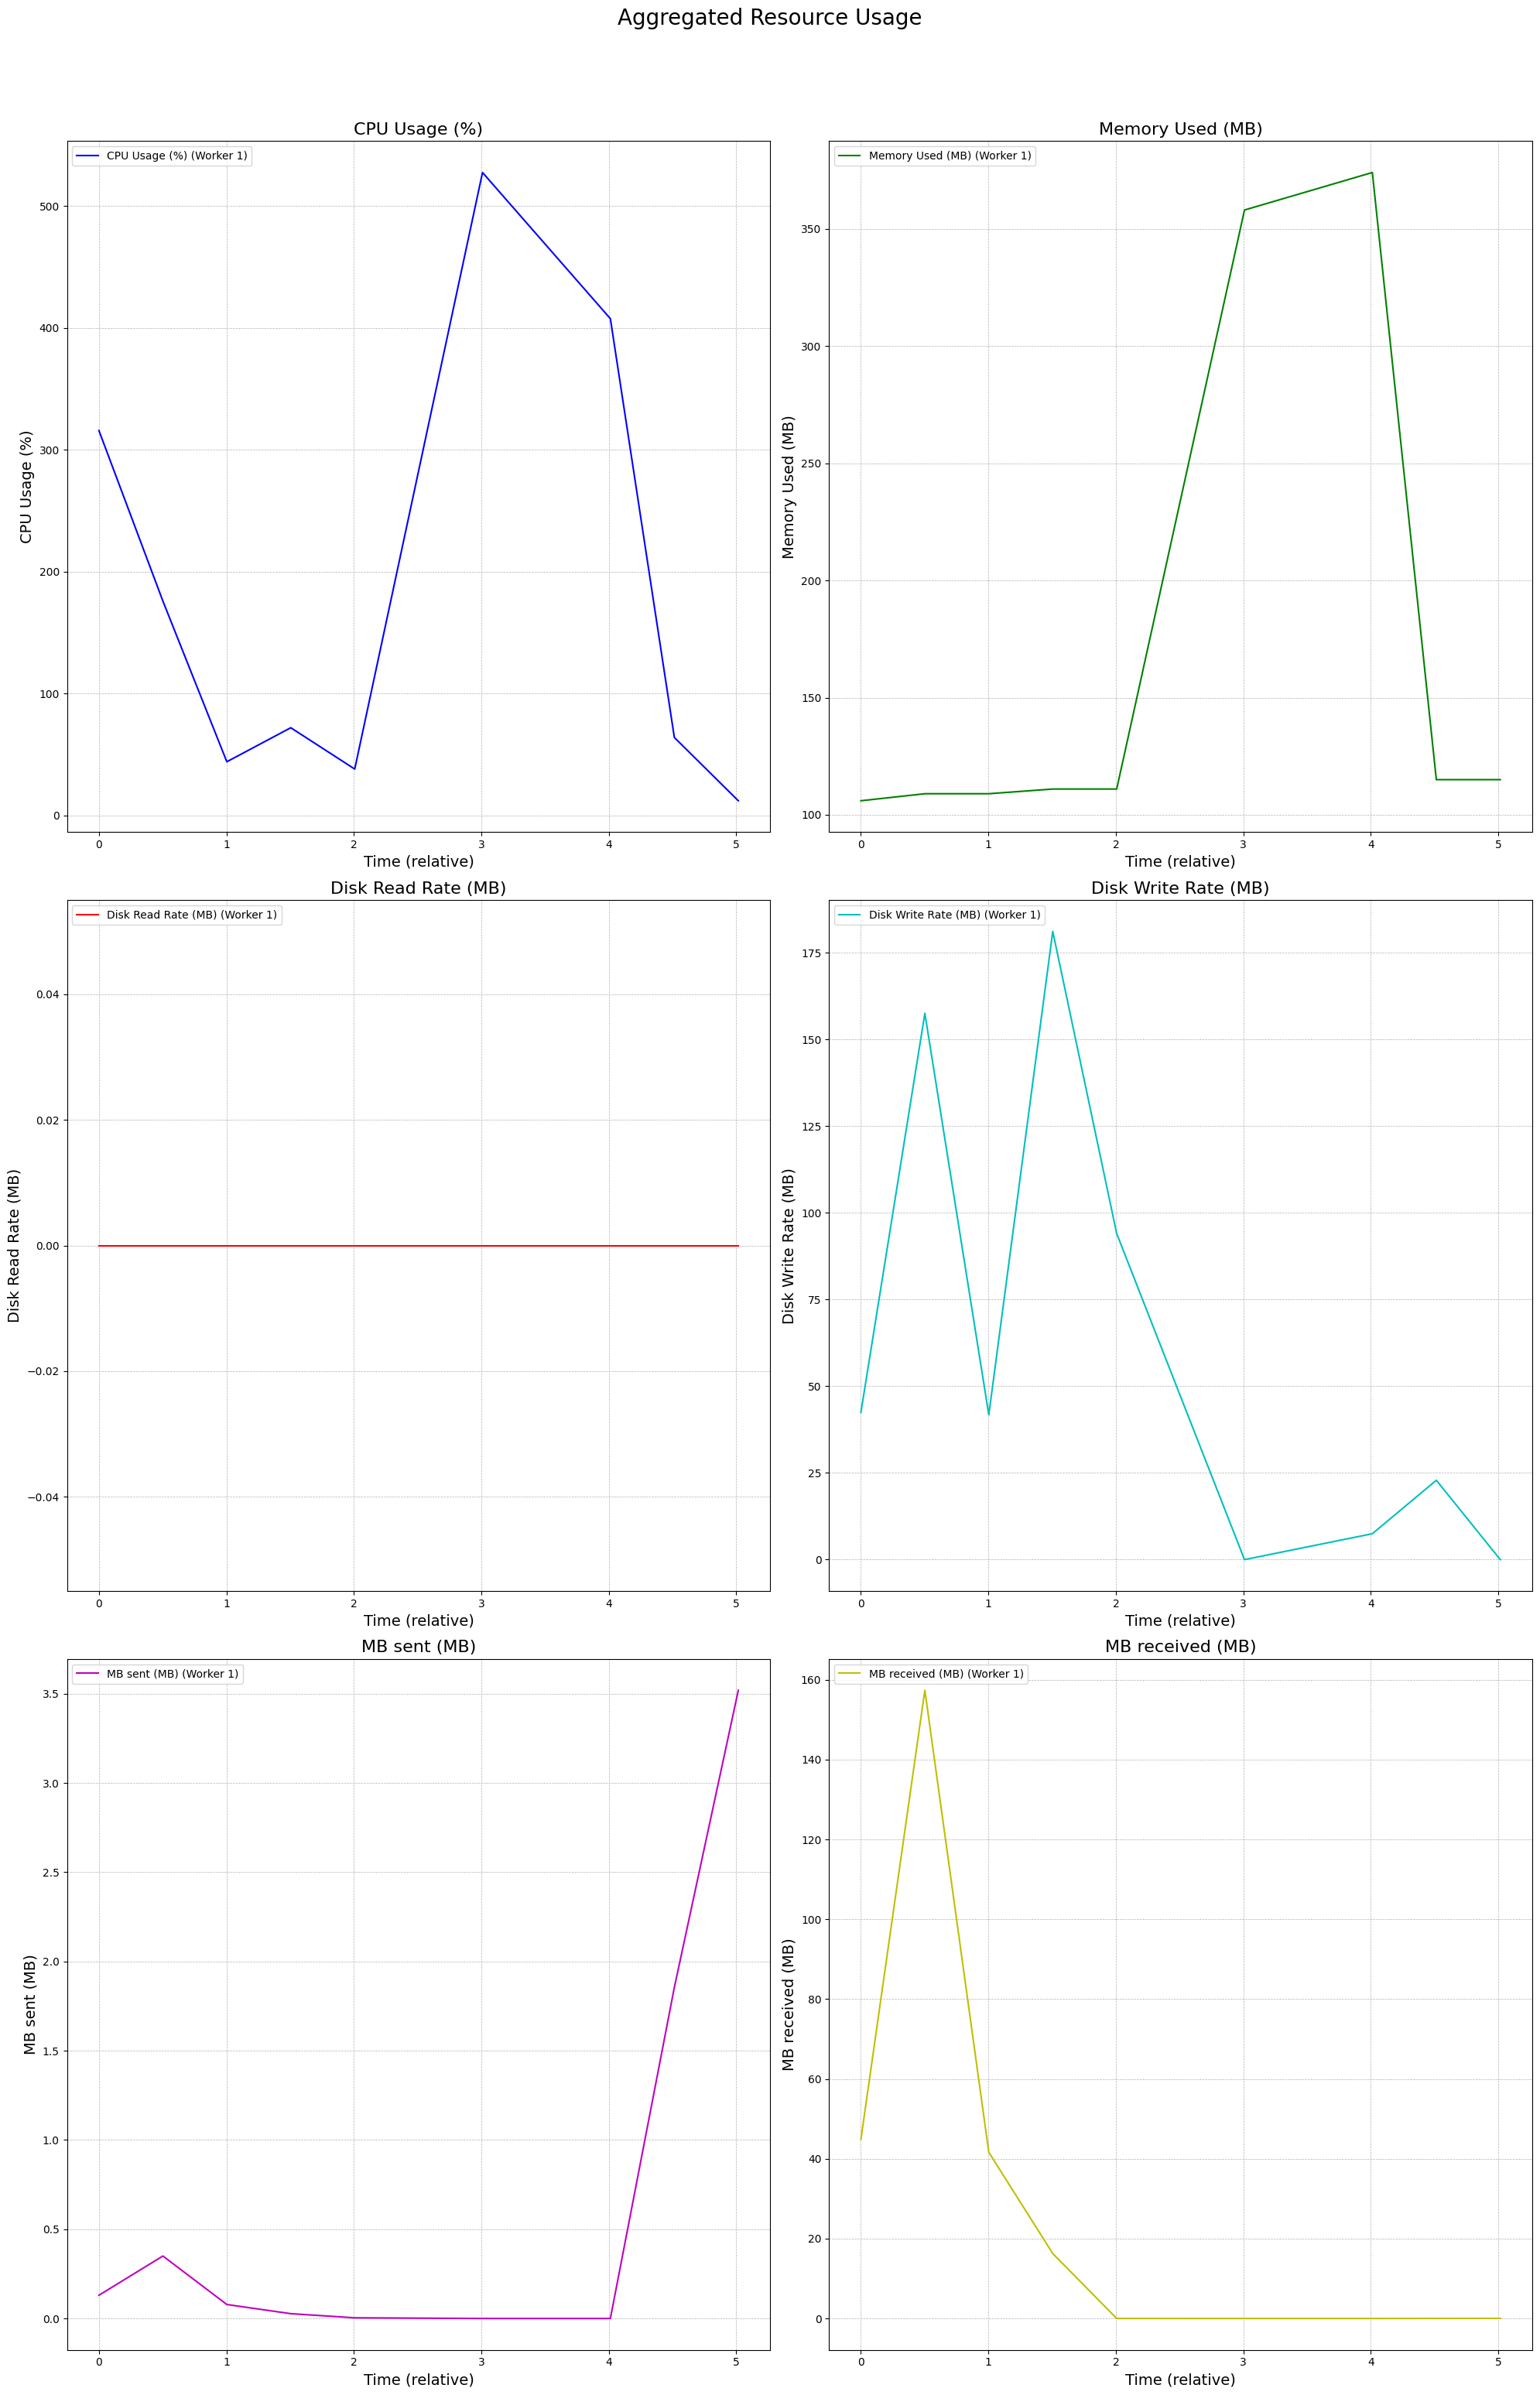 Aggregated Resource Usage
CPU Usage (%)
CPU Usage (%) (Worker 1)
CPU Usage (%)
500
400
300
200
100
0
0 1 2 3 4 5
Time (relative)
Memory Used (MB)
Memory Used (MB) (Worker 1)
Memory Used (MB)
350
300
250
200
150
100
0 1 2 3 4 5
Time (relative)
Disk Read Rate (MB)
Disk Read Rate (MB) (Worker 1)
Disk Read Rate (MB)
0.04
0.02
0.00
−0.02
−0.04
0 1 2 3 4 5
Time (relative)
Disk Write Rate (MB)
Disk Write Rate (MB) (Worker 1)
Disk Write Rate (MB)
175
150
125
100
75
50
25
0
0 1 2 3 4 5
Time (relative)
MB sent (MB)
MB sent (MB) (Worker 1)
MB sent (MB)
3.5
3.0
2.5
2.0
1.5
1.0
0.5
0.0
0 1 2 3 4 5
Time (relative)
MB received (MB)
MB received (MB) (Worker 1)
MB received (MB)
160
140
120
100
80
60
40
20
0
0 1 2 3 4 5
Time (relative)